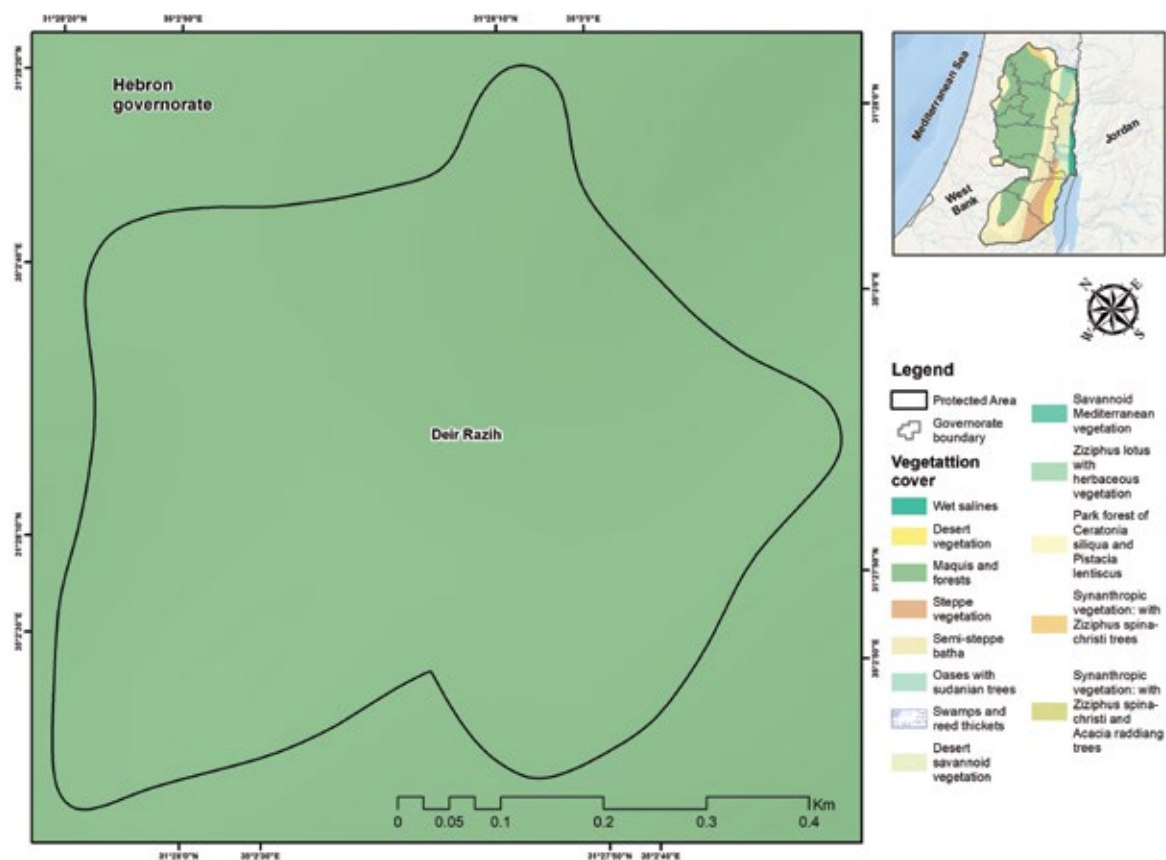 Hebron
governorate
Deir Razih
Km
0
0.05
0.1
0.2
0.3
0.4
Mediterranean Sea
West
Bank
Jordan
N
E
W
S
Legend
Protected Area
Governorate
boundary
Vegetattion
cover
Wet salines
Desert
vegetation
Maquis and
forests
Steppe
vegetation
Semi-steppe
batha
Oases with
sudanian trees
Swamps and
reed thickets
Desert
savannoid
vegetation
Savannoid
Mediterranean
vegetation
Ziziphus lotus
with
herbaceous
vegetation
Park forest of
Ceratonia
siliqua and
Pistacia
lentiscus
Synanthropic
vegetation: with
Ziziphus spina-
christi trees
Synanthropic
vegetation: with
Ziziphus spina-
christi and
Acacia raddiang
trees